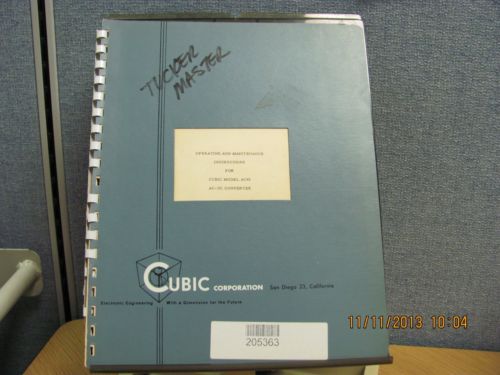 TUCKER
MASTER
OPERATING AND MAINTENANCE
INSTRUCTIONS
FOR
CUBIC MODEL AC95
AC-DC CONVERTER
CUBIC CORPORATION San Diego 23, California
Electronic Engineering With a Dimension for the Future
205363
11/11/2013 10:04